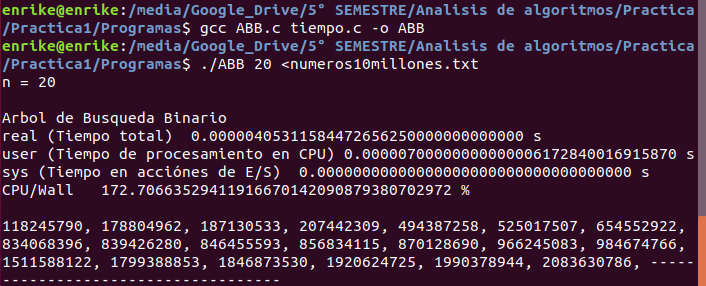 enrike@enrike:/media/Google_Drive/5° SEMESTRE/Analisis de algoritmos/Practica
/Practica1/Programas$ gcc ABB.c tiempo.c -o ABB
enrike@enrike:/media/Google_Drive/5° SEMESTRE/Analisis de algoritmos/Practica
/Practica1/Programas$ ./ABB 20 <numeros10millones.txt
n = 20
Arbol de Busqueda Binario
real (Tiempo total)  0.000004053115844726562500000000000000 s
user (Tiempo de procesamiento en CPU) 0.000007000000000000006172840016915870 s
sys (Tiempo en acciónes de E/S)  0.000000000000000000000000000000000000 s
CPU/Wall   172.70663529411916670142090879380702972 %
118245790, 178804962, 187130533, 207442309, 494387258, 525017507, 654552922,
834068396, 839426280, 846455593, 856834115, 870128690, 966245083, 984674766,
1511588122, 1799388853, 1846873530, 1920624725, 1990378944, 2083630786, -----
-------------------------------